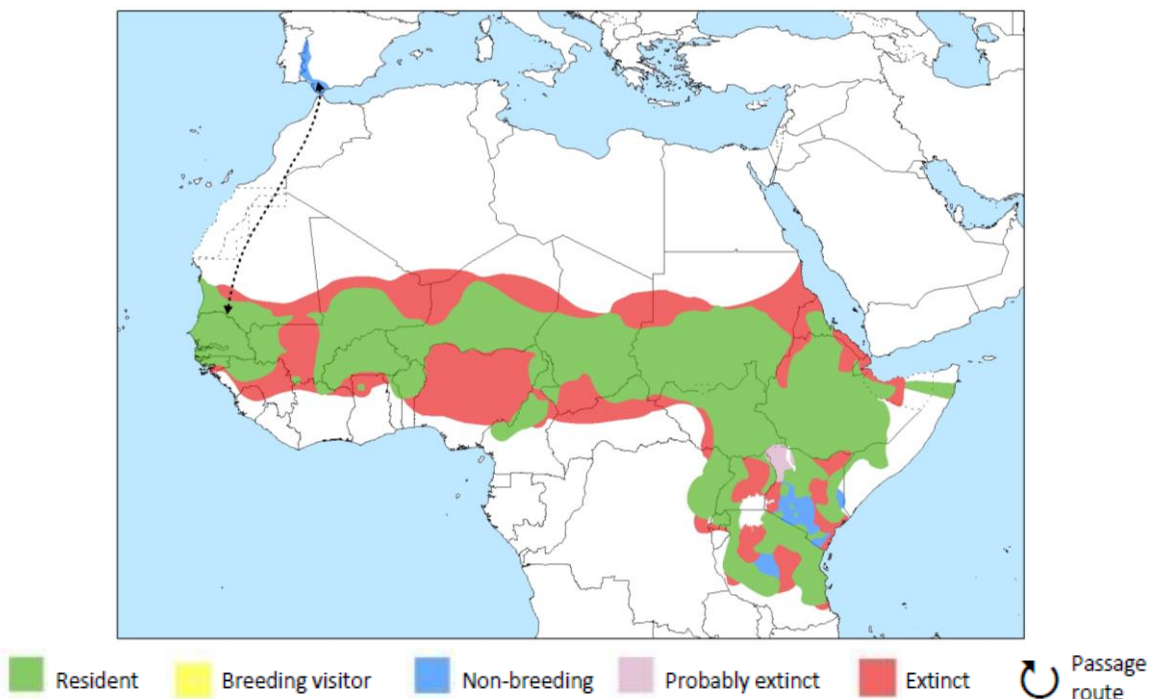 Resident
Breeding visitor
Non-breeding
Probably extinct
Extinct
Passage
route